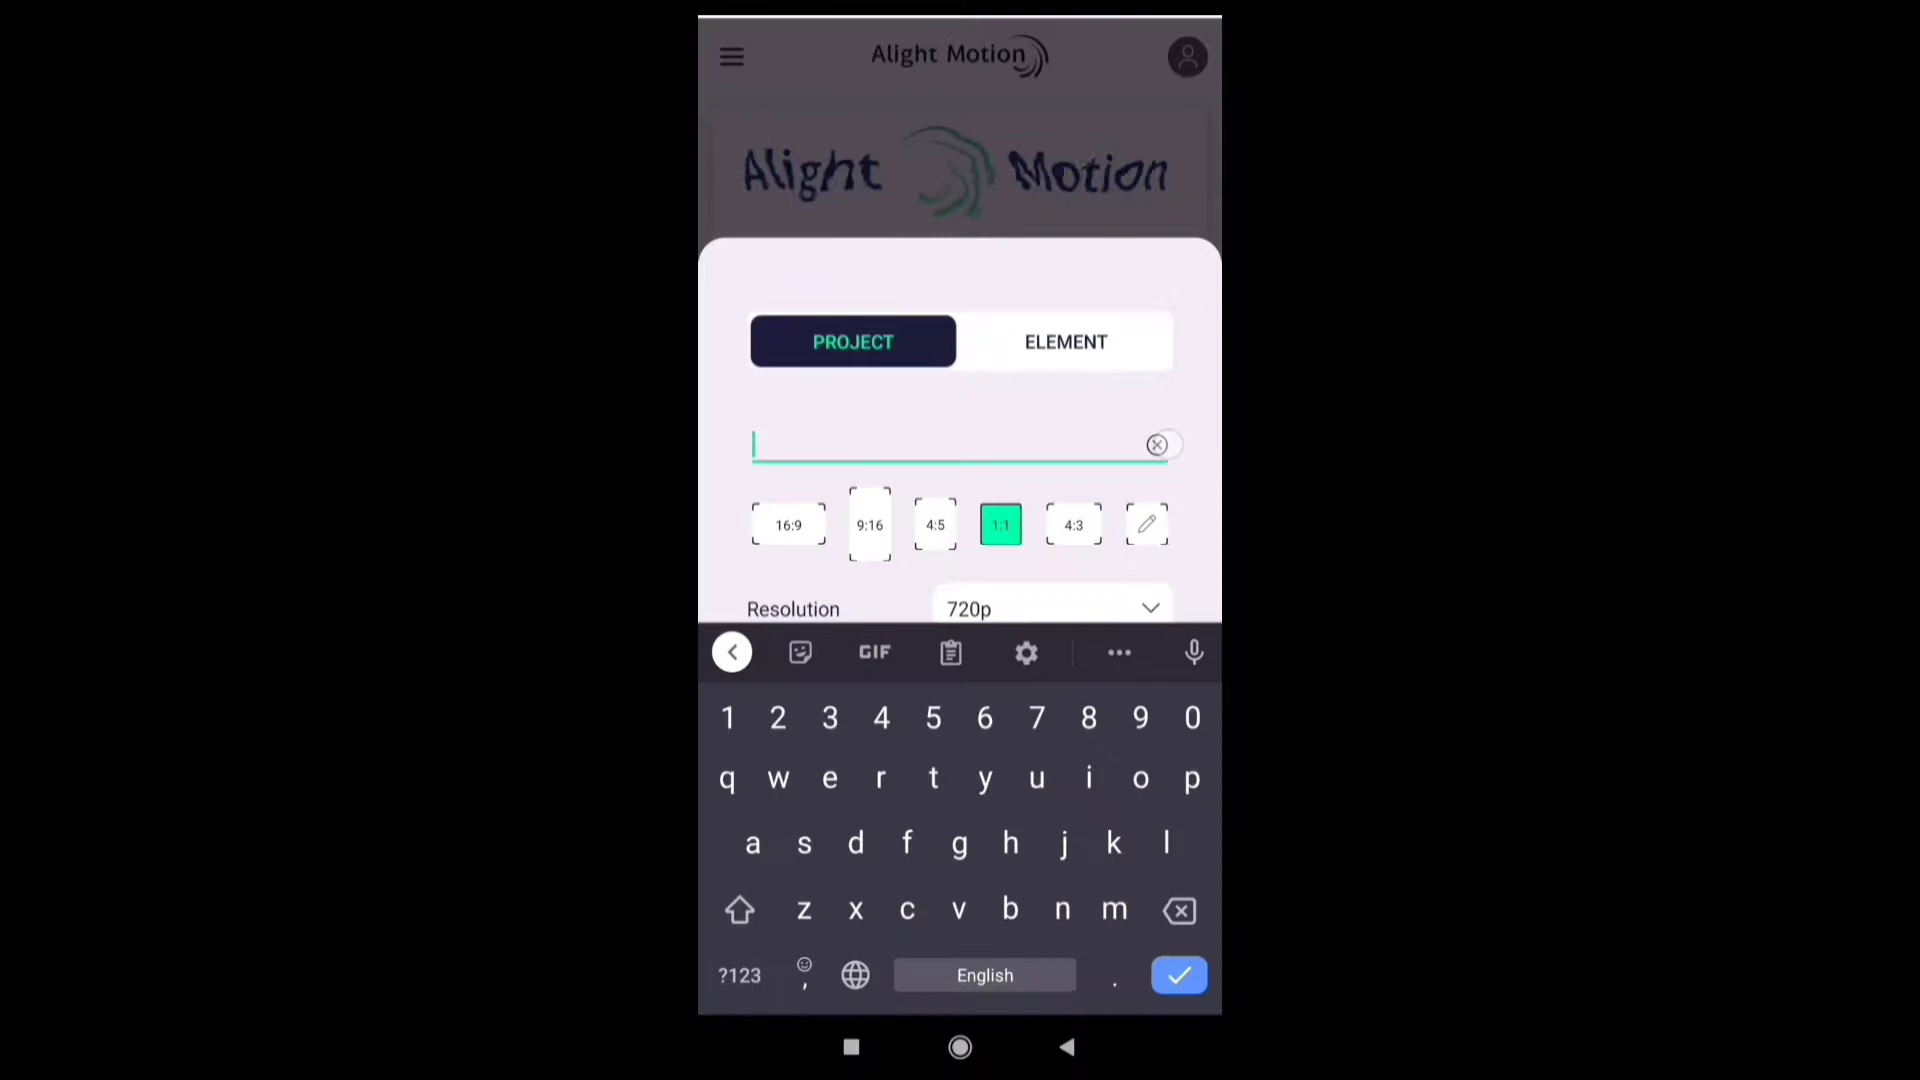 Alight Motion
Alight Motion
PROJECT ELEMENT
16:9 9:16 4:5 1:1 4:3
Resolution 720p
GIF
1 2 3 4 5 6 7 8 9 0
q w e r t y u i o p
a s d f g h j k l
z x c v b n m
?123 , English .